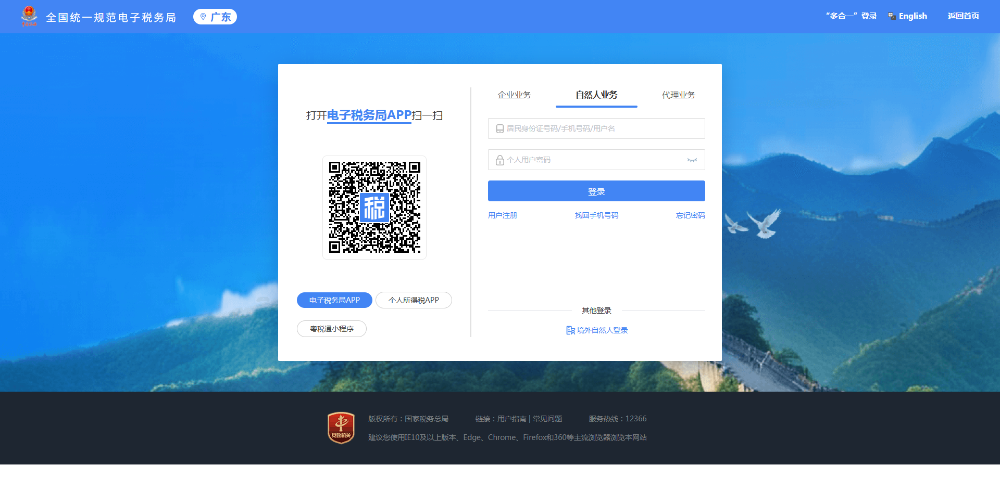 全国统一规范电子税务局
广东
“多合一”登录
English
返回首页
打开电子税务局APP扫一扫
税
电子税务局APP
个人所得税APP
粤税通小程序
企业业务
自然人业务
代理业务
居民身份证号码/手机号码/用户名
个人用户密码
登录
用户注册
找回手机号码
忘记密码
其他登录
境外自然人登录
党政机关
版权所有：国家税务总局
链接：用户指南 | 常见问题
服务热线：12366
建议您使用IE10及以上版本、Edge、Chrome、Firefox和360等主流浏览器浏览本网站